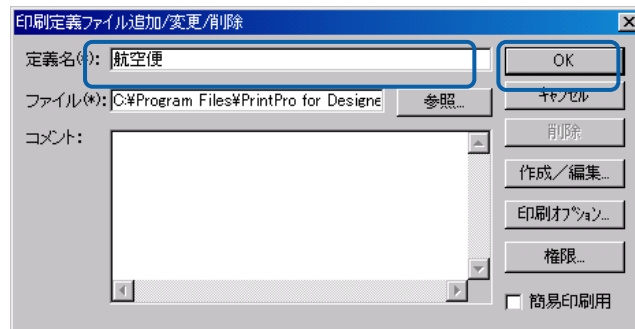 印刷定義ファイル追加/変更/削除
定義名(*): 航空便
OK
ファイル(*): C:¥Program Files¥PrintPro for Designe
参照...
キャンセル
コメント:
削除
作成／編集...
印刷オプション...
権限...
簡易印刷用